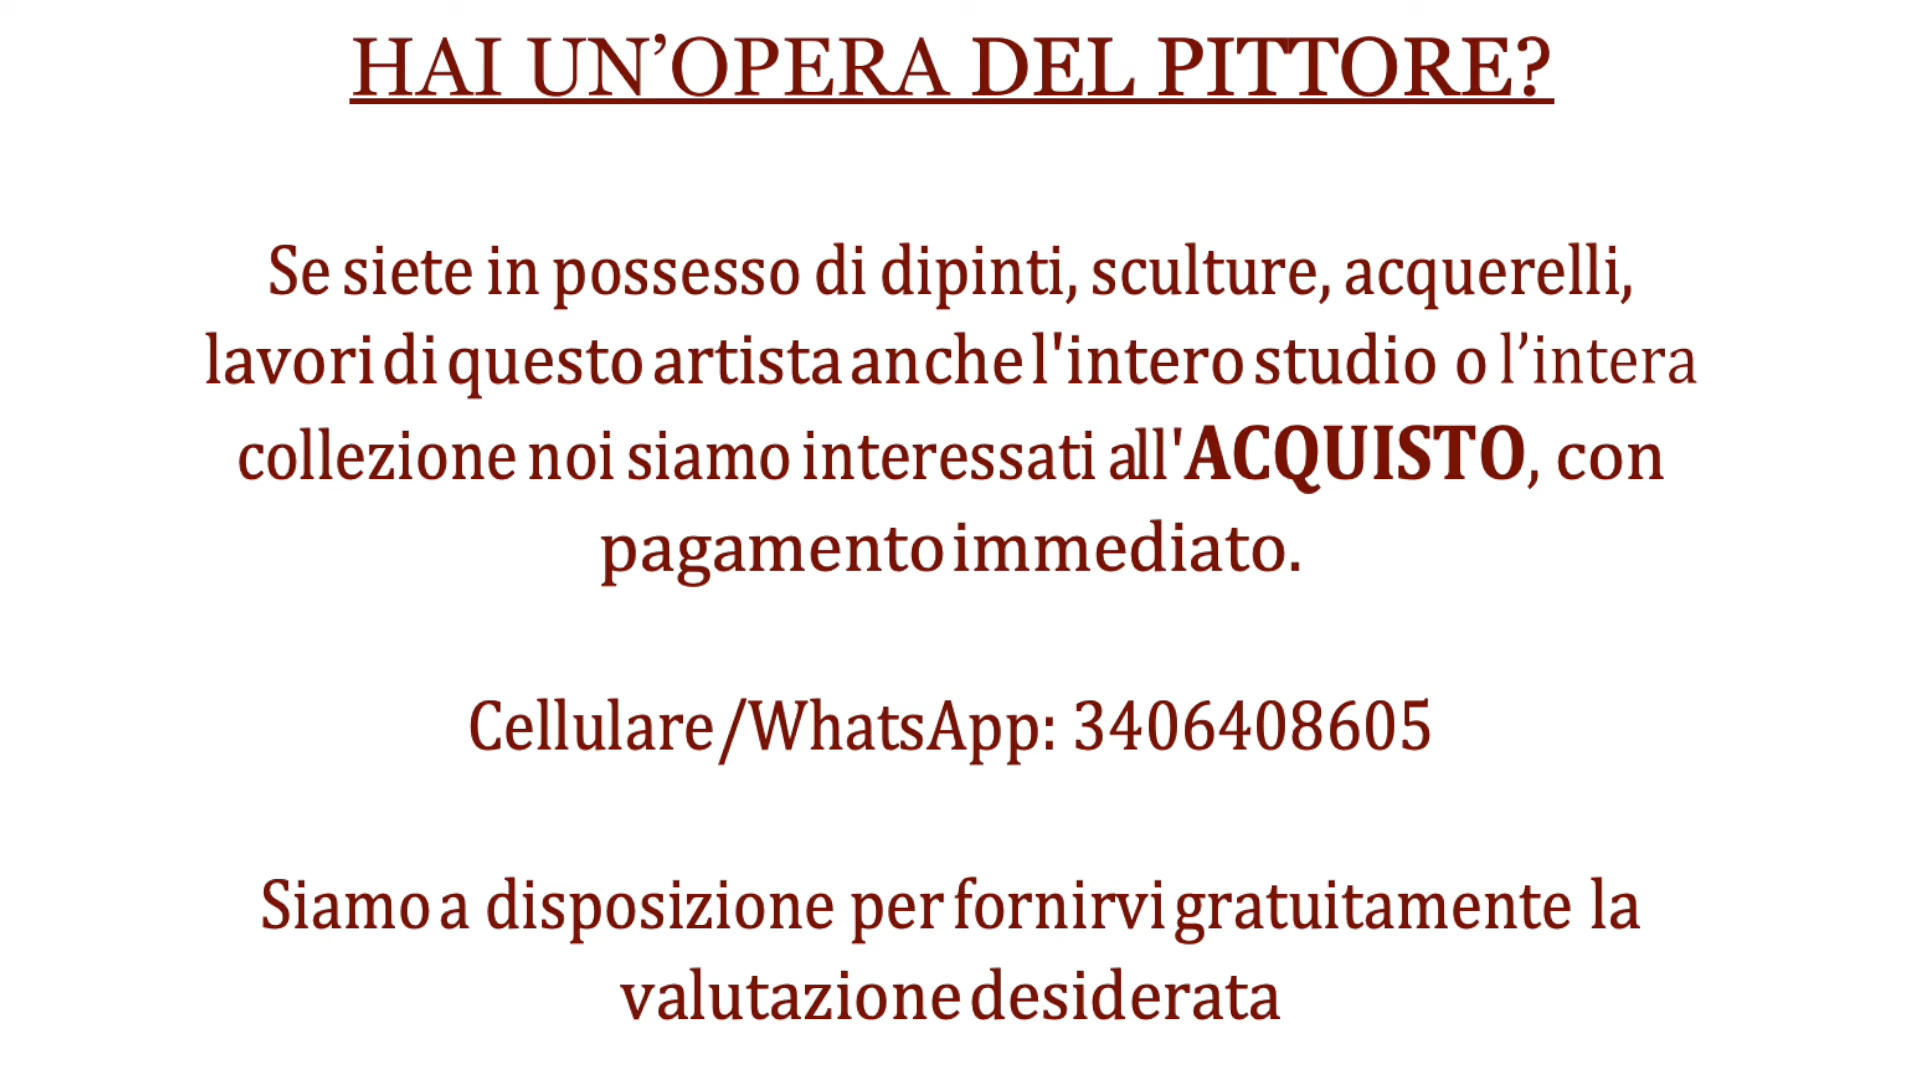 HAI UN’OPERA DEL PITTORE?
Se siete in possesso di dipinti, sculture, acquerelli,
lavori di questo artista anche l'intero studio o l’intera
collezione noi siamo interessati all'ACQUISTO, con
pagamento immediato.
Cellulare/WhatsApp: 3406408605
Siamo a disposizione per fornirvi gratuitamente la
valutazione desiderata